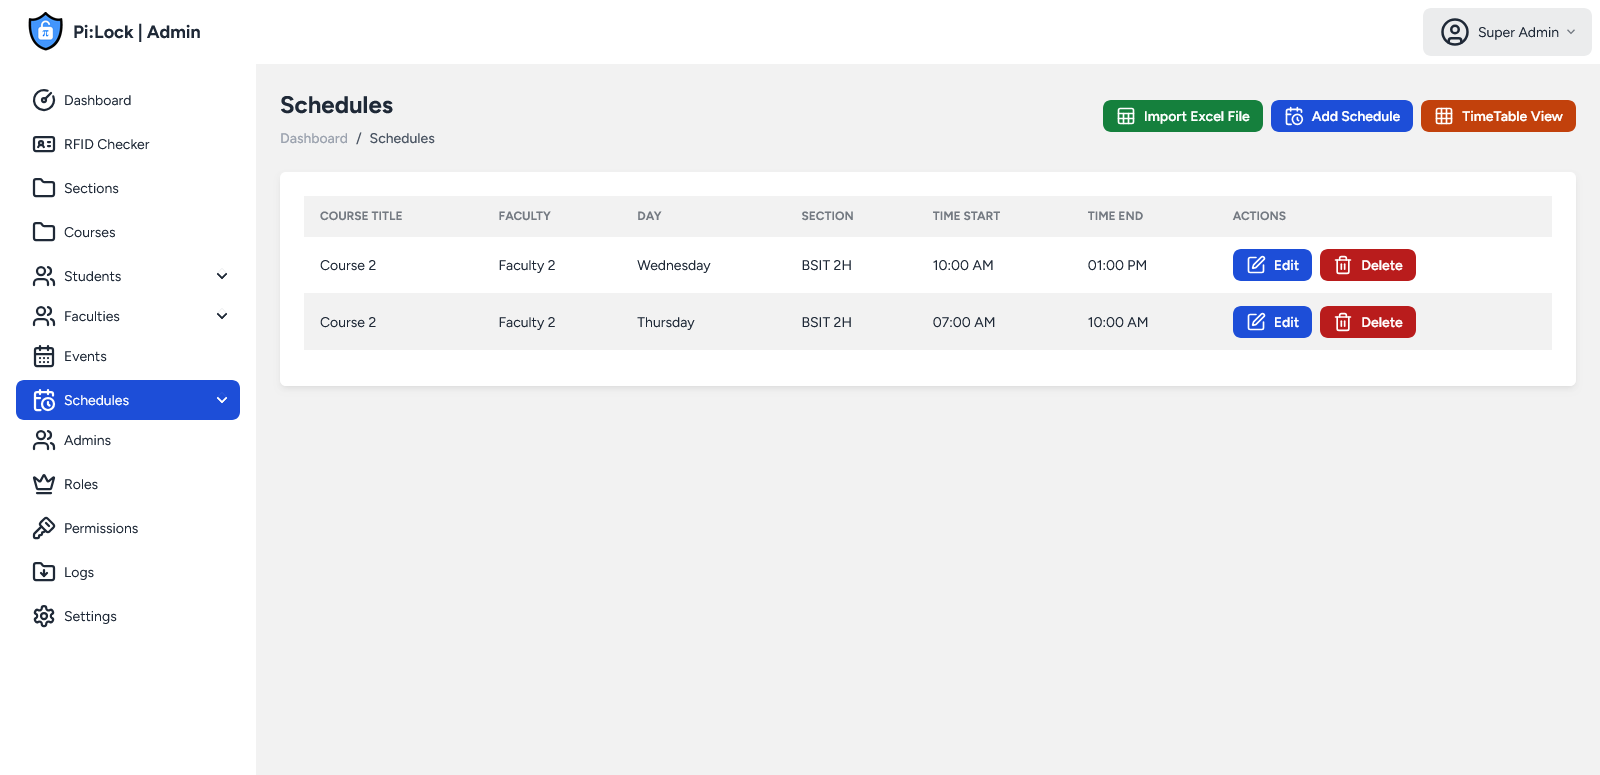 Pi:Lock | Admin
Super Admin
Dashboard
RFID Checker
Sections
Courses
Students
Faculties
Events
Schedules
Admins
Roles
Permissions
Logs
Settings
Schedules
Dashboard / Schedules
Import Excel File
Add Schedule
TimeTable View
COURSE TITLE FACULTY DAY SECTION TIME START TIME END ACTIONS
Course 2 Faculty 2 Wednesday BSIT 2H 10:00 AM 01:00 PM Edit Delete
Course 2 Faculty 2 Thursday BSIT 2H 07:00 AM 10:00 AM Edit Delete